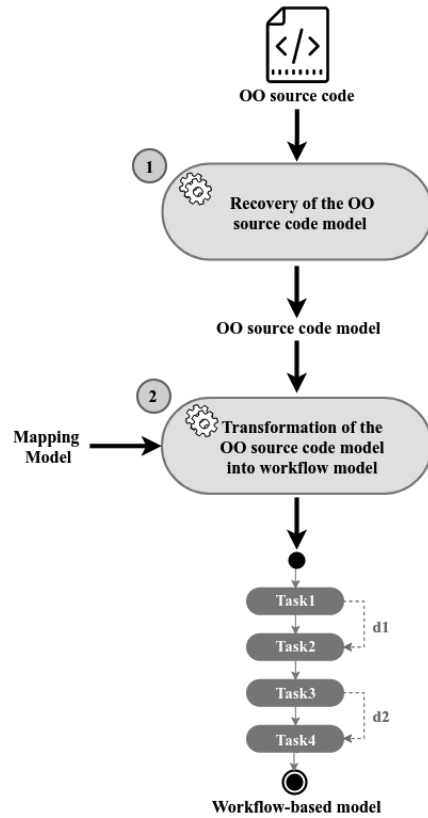 </>
OO source code
1
Recovery of the OO
source code model
OO source code model
2
Transformation of the
OO source code model
into workflow model
Mapping
Model
Task1
d1
Task2
Task3
d2
Task4
Workflow-based model